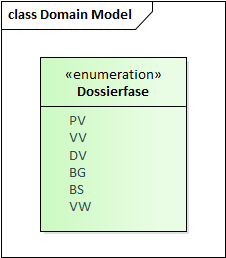 class Domain Model
«enumeration»
Dossierfase
PV
VV
DV
BG
BS
VW